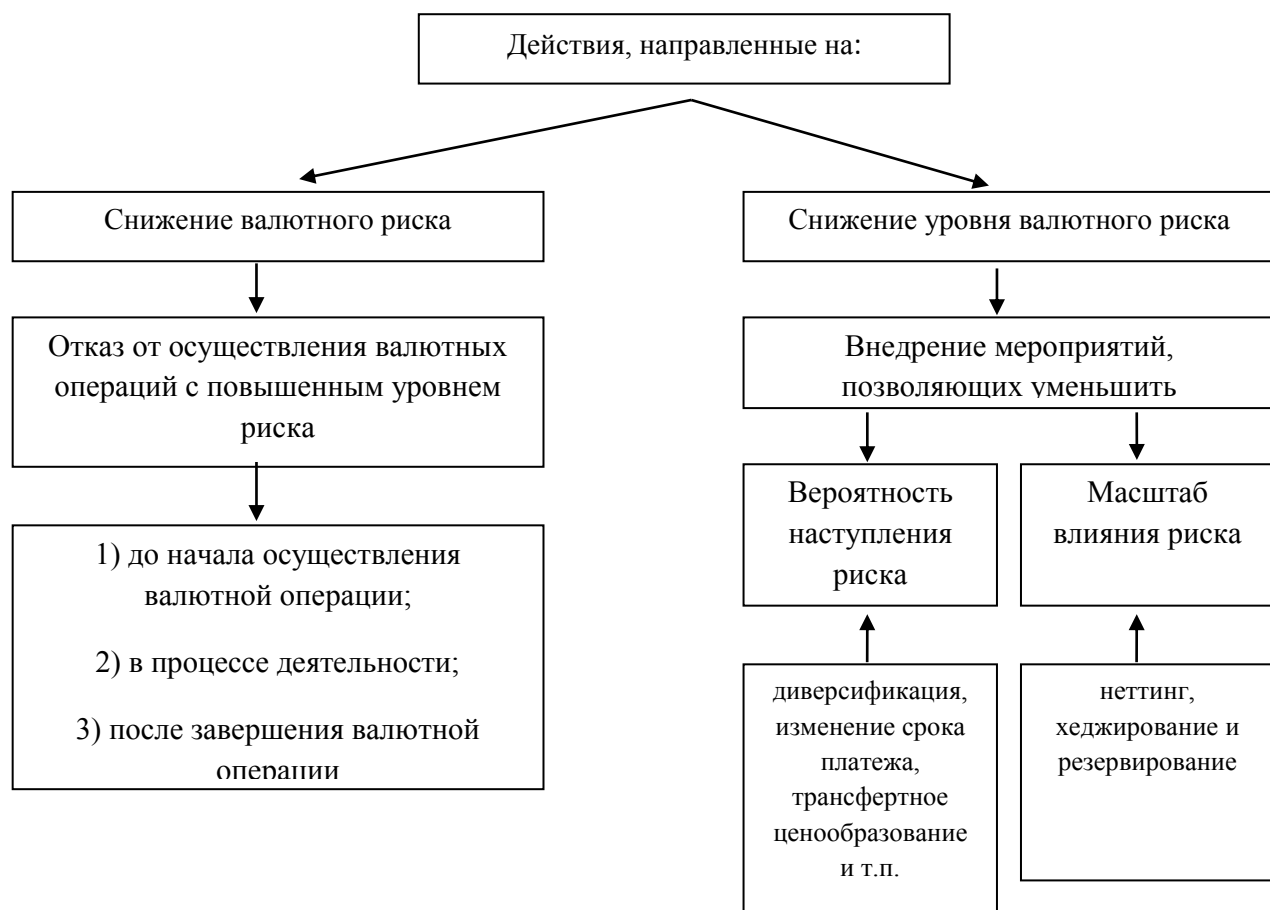 Действия, направленные на:
Снижение валютного риска
Снижение уровня валютного риска
Отказ от осуществления валютных
операций с повышенным уровнем
риска
Внедрение мероприятий,
позволяющих уменьшить
1) до начала осуществления
валютной операции;
2) в процессе деятельности;
3) после завершения валютной
операции
Вероятность
наступления
риска
Масштаб
влияния риска
диверсификация,
изменение срока
платежа,
трансфертное
ценообразование
и т.п.
неттинг,
хеджирование и
резервирование